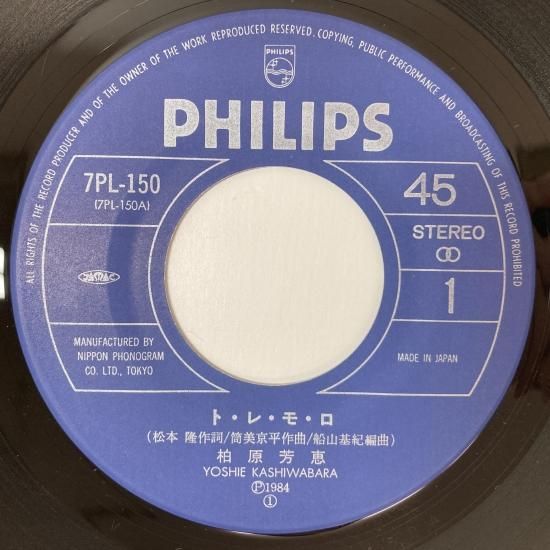 ALL RIGHTS OF THE RECORD PRODUCER AND OF THE OWNER OF THE WORK REPRODUCED RESERVED. COPYING, PUBLIC PERFORMANCE AND BROADCASTING OF THIS RECORD PROHIBITED
PHILIPS
PHILIPS
7PL-150
(7PL-150A)
45
STEREO
1
JASRAC
MANUFACTURED BY
NIPPON PHONOGRAM
CO. LTD., TOKYO
MADE IN JAPAN
ト・レ・モ・ロ
(松本 隆作詞/筒美京平作曲/船山基紀編曲)
柏原芳恵
YOSHIE KASHIWABARA
Ⓟ1984
①